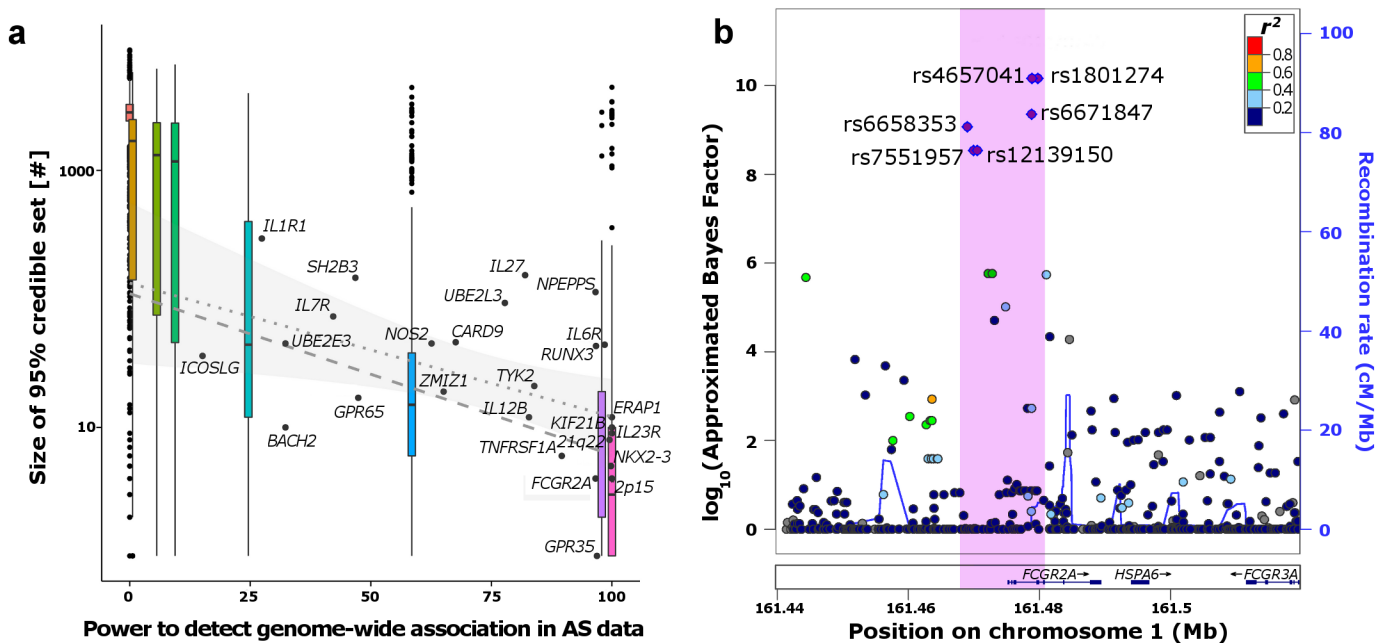 a
Size of 95% credible set [#]
1000
10
IL1R1
SH2B3
IL7R
UBE2E3
ICOSLG
BACH2
GPR65
IL27
UBE2L3
NPEPPS
NOS2
CARD9
IL6R
RUNX3
ZMIZ1
TYK2
IL12B
ERAP1
KIF21B
IL23R
21q22
TNFRSF1A
NKX2-3
FCGR2A
2p15
GPR35
0 25 50 75 100
Power to detect genome-wide association in AS data
b
log10(Approximated Bayes Factor)
10
8
6
4
2
0
rs4657041
rs1801274
rs6671847
rs6658353
rs7551957
rs12139150
r²
0.8
0.6
0.4
0.2
100
80
60
40
20
0
Recombination rate (cM/Mb)
FCGR2A
HSPA6
FCGR3A
161.44 161.46 161.48 161.5
Position on chromosome 1 (Mb)